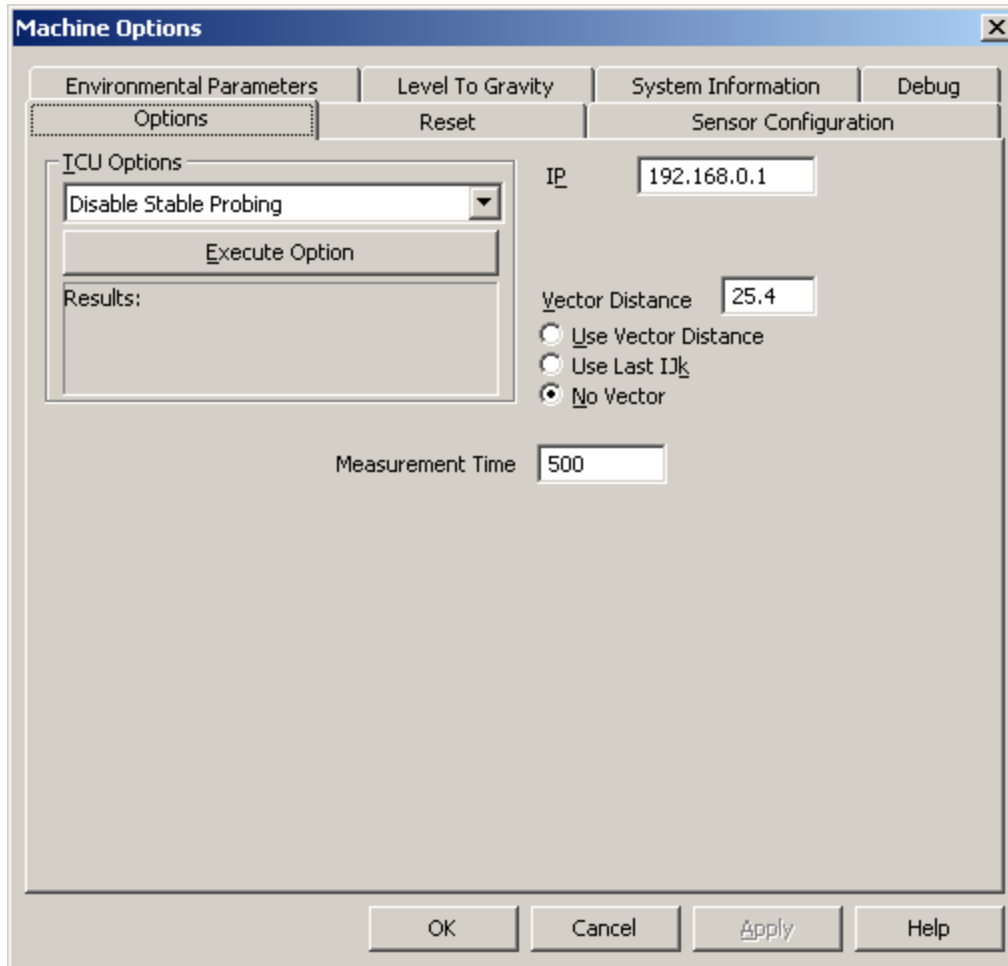 Machine Options
Environmental Parameters
Level To Gravity
System Information
Debug
Options
Reset
Sensor Configuration
TCU Options
Disable Stable Probing
Execute Option
Results:
IP
192.168.0.1
Vector Distance
25.4
Use Vector Distance
Use Last IJk
No Vector
Measurement Time
500
OK
Cancel
Apply
Help